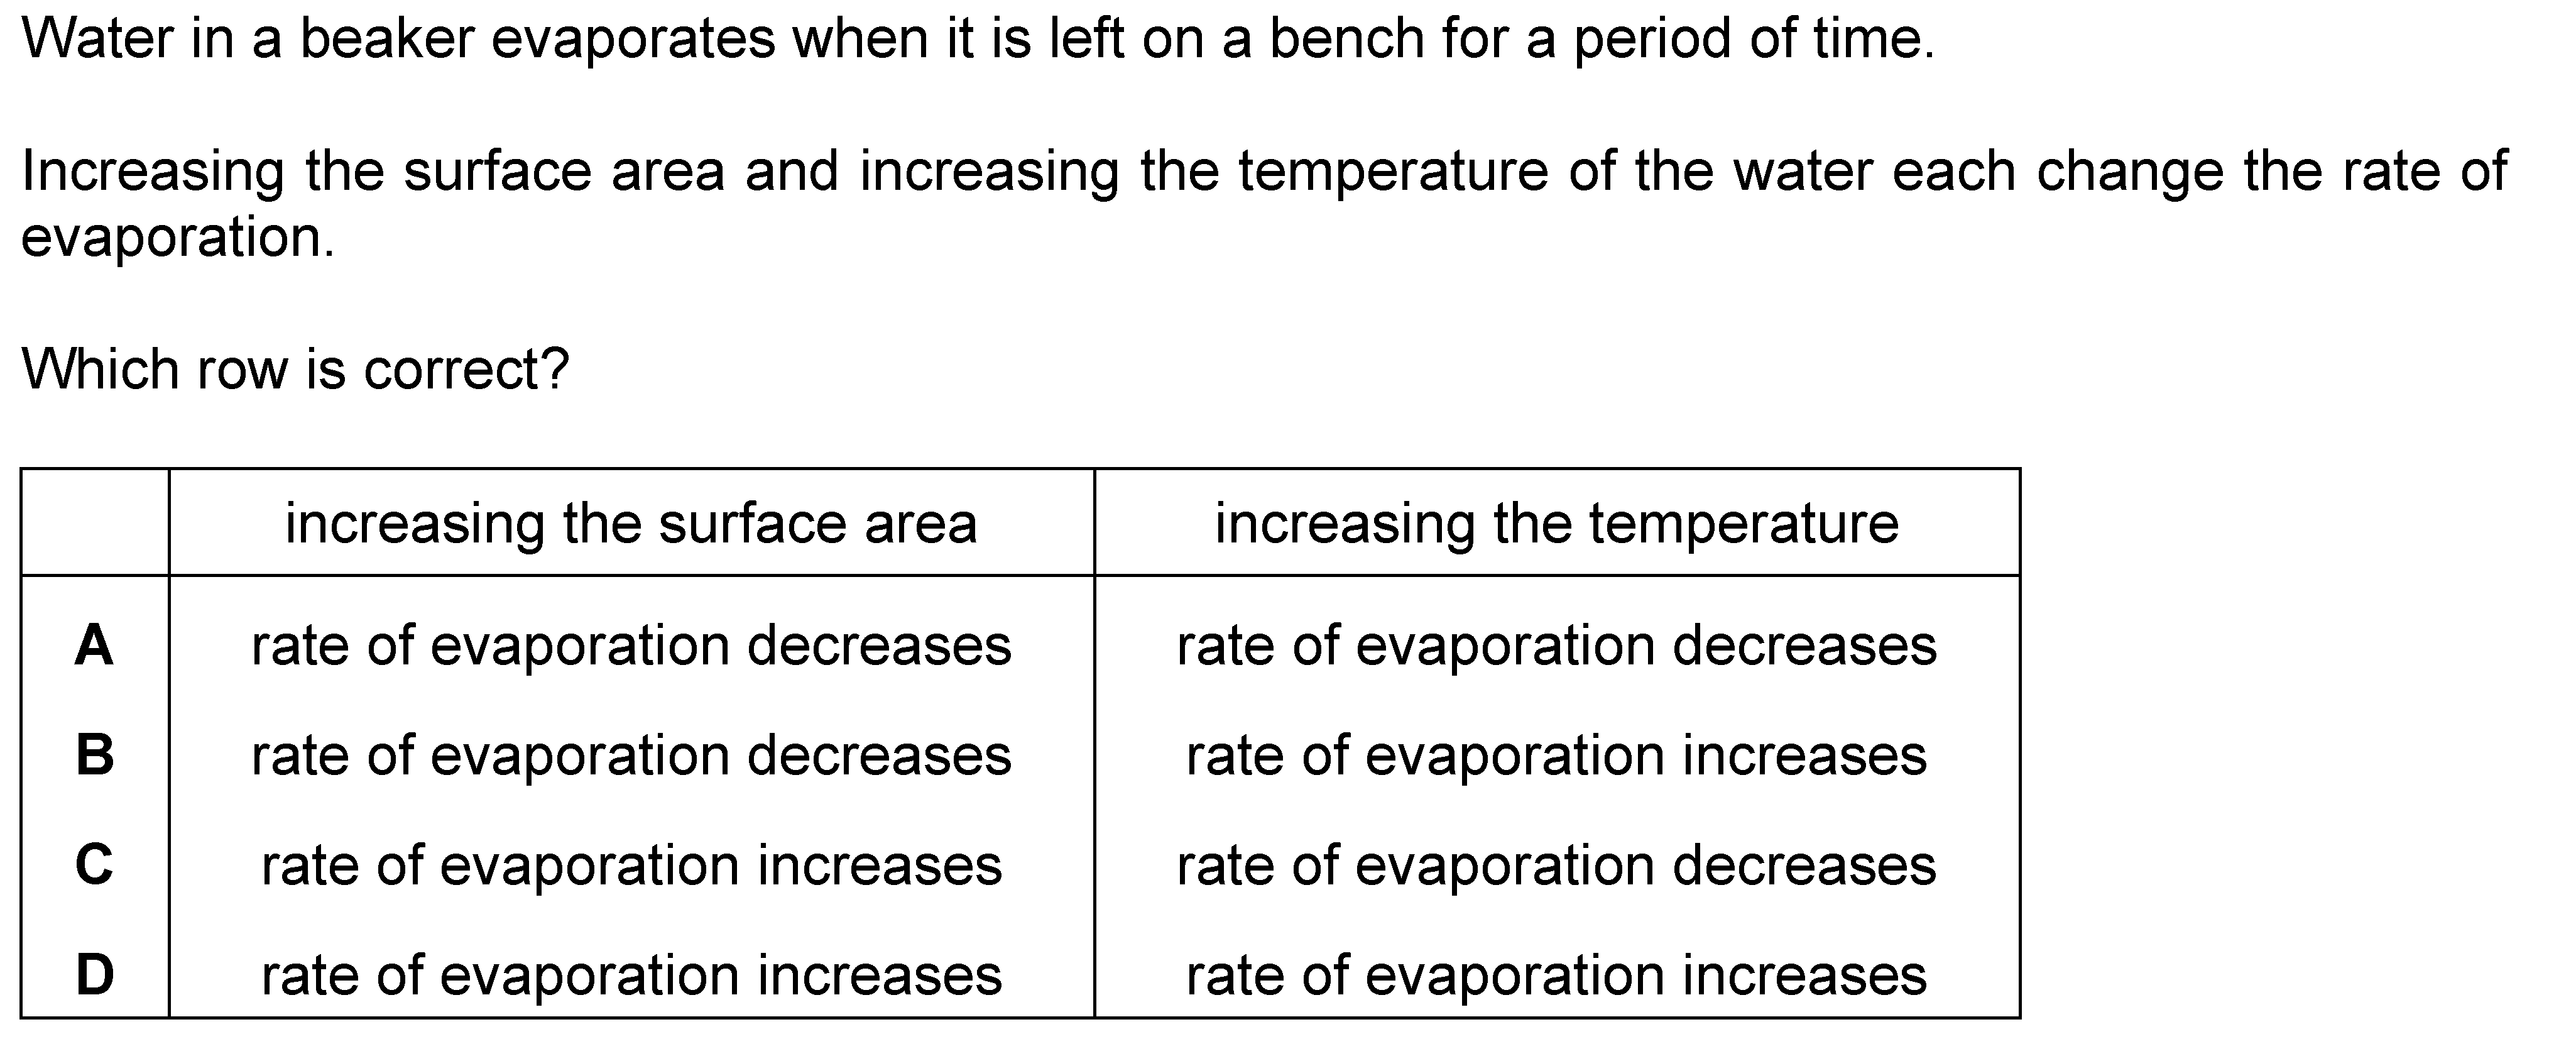 Water in a beaker evaporates when it is left on a bench for a period of time.
Increasing the surface area and increasing the temperature of the water each change the rate of
evaporation.
Which row is correct?
increasing the surface area increasing the temperature
A rate of evaporation decreases rate of evaporation decreases
B rate of evaporation decreases rate of evaporation increases
C rate of evaporation increases rate of evaporation decreases
D rate of evaporation increases rate of evaporation increases